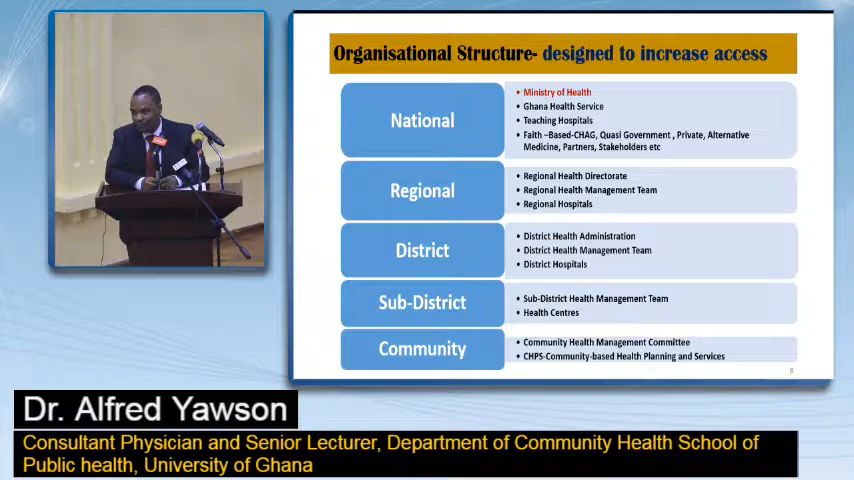 Organisational Structure- designed to increase access
National
• Ministry of Health
• Ghana Health Service
• Teaching Hospitals
• Faith –Based-CHAG, Quasi Government , Private, Alternative
Medicine, Partners, Stakeholders etc
Regional
• Regional Health Directorate
• Regional Health Management Team
• Regional Hospitals
District
• District Health Administration
• District Health Management Team
• District Hospitals
Sub-District
• Sub-District Health Management Team
• Health Centres
Community
• Community Health Management Committee
• CHPS-Community-based Health Planning and Services
8
Dr. Alfred Yawson
Consultant Physician and Senior Lecturer, Department of Community Health School of
Public health, University of Ghana